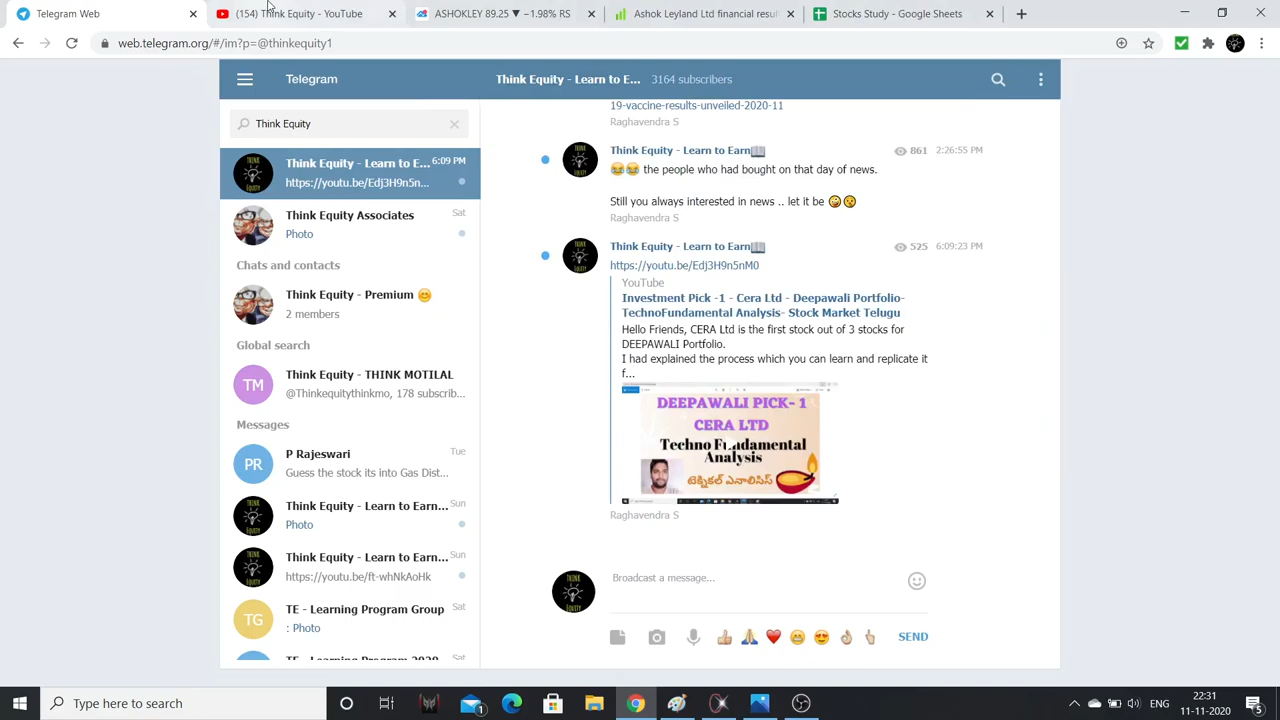 Telegram Web
(154) Think Equity - YouTube
ASHOKLEY 89.25 ▼ −1.98% RS
Ashok Leyland Ltd financial result
Stocks Study - Google Sheets
web.telegram.org/#/im?p=@thinkequity1
Telegram
Think Equity - Learn to E... 3164 subscribers
Think Equity
Think Equity - Learn to E... 6:09 PM
https://youtu.be/Edj3H9n5n...
Think Equity Associates Sat
Photo
Chats and contacts
Think Equity - Premium 😊
2 members
Global search
TM
Think Equity - THINK MOTILAL
@Thinkequitythinkmo, 178 subscrib...
Messages
PR
P Rajeswari Tue
Guess the stock its into Gas Dist...
Think Equity - Learn to Earn... Sun
Photo
Think Equity - Learn to Earn... Sun
https://youtu.be/ft-whNkAoHk
TG
TE - Learning Program Group Sat
: Photo
TE - Learning Program 2020 Sat
19-vaccine-results-unveiled-2020-11
Raghavendra S
Think Equity - Learn to Earn📖 861 2:26:55 PM
😂😂 the people who had bought on that day of news.
Still you always interested in news .. let it be 🤪😯
Raghavendra S
Think Equity - Learn to Earn📖 525 6:09:23 PM
https://youtu.be/Edj3H9n5nM0
YouTube
Investment Pick -1 - Cera Ltd - Deepawali Portfolio-
TechnoFundamental Analysis- Stock Market Telugu
Hello Friends, CERA Ltd is the first stock out of 3 stocks for
DEEPAWALI Portfolio.
I had explained the process which you can learn and replicate it
f...
DEEPAWALI PICK- 1
CERA LTD
Techno Fundamental
Analysis
టెక్నికల్ ఎనాలిసిస్
Raghavendra S
Broadcast a message...
SEND
Type here to search
ENG
22:31
11-11-2020
1
5